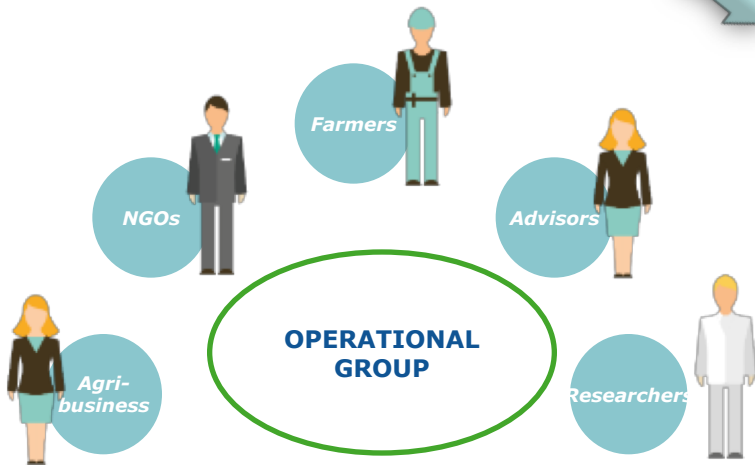 Farmers
NGOs
Advisors
OPERATIONAL
GROUP
Agri-
business
Researchers